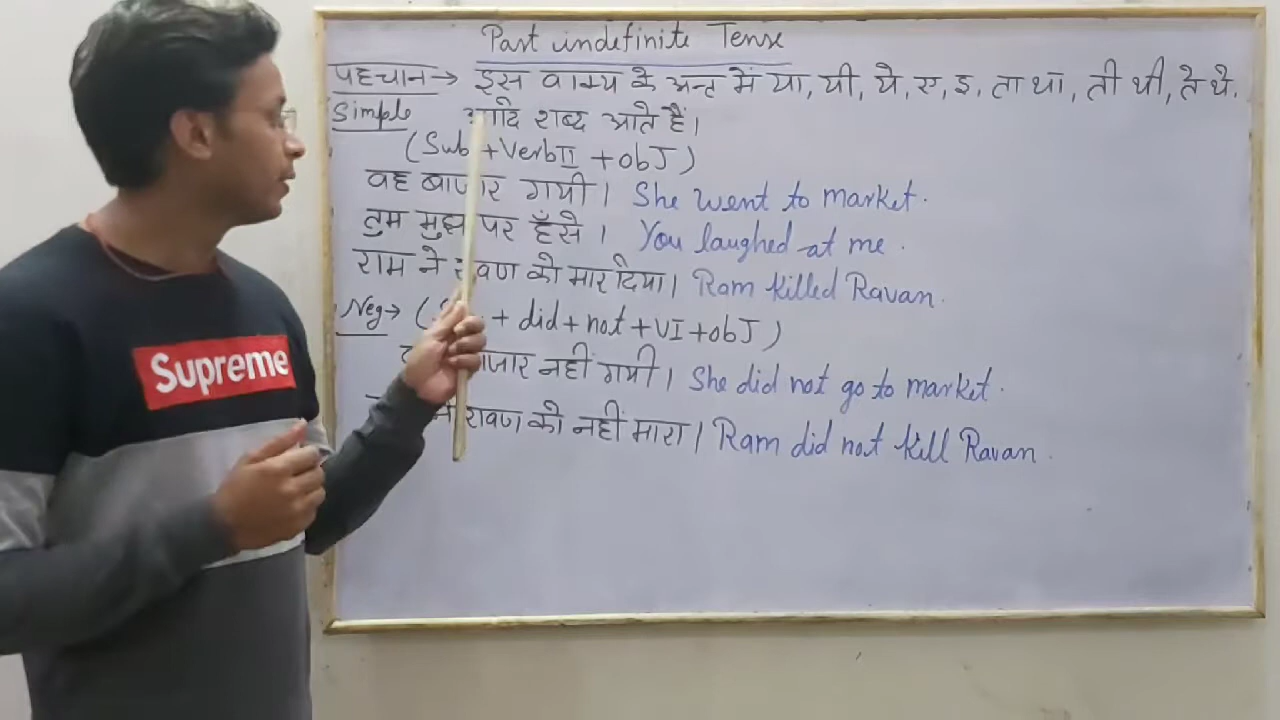 Past indefinite Tense
पहचान → इस वाक्य के अन्त में या, यी, ये, ए, इ, ता था, ती थी, ते थे.
Simple आदि शब्द आते हैं।
(Sub + Verb II + obJ)
वह बाजार गयी। She went to market.
तुम मुझ पर हँसे। You laughed at me.
राम ने रावण को मार दिया। Ram killed Ravan.
Neg → ( + did + not + VI + obJ)
नहीं गयी। She did not go to market.
रावण को नहीं मारा। Ram did not kill Ravan.
Supreme